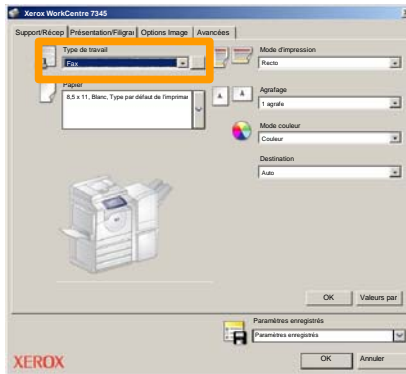 Xerox WorkCentre 7345
Support/Récep Présentation/Filigrai Options Image Avancées
Type de travail
Fax
Papier
8,5 x 11, Blanc, Type par défaut de l'imprimai
Mode d'impression
Recto
Agrafage
1 agrafe
Mode couleur
Couleur
Destination
Auto
OK Valeurs par
Paramètres enregistrés
Paramètres enregistrés
XEROX
OK Annuler